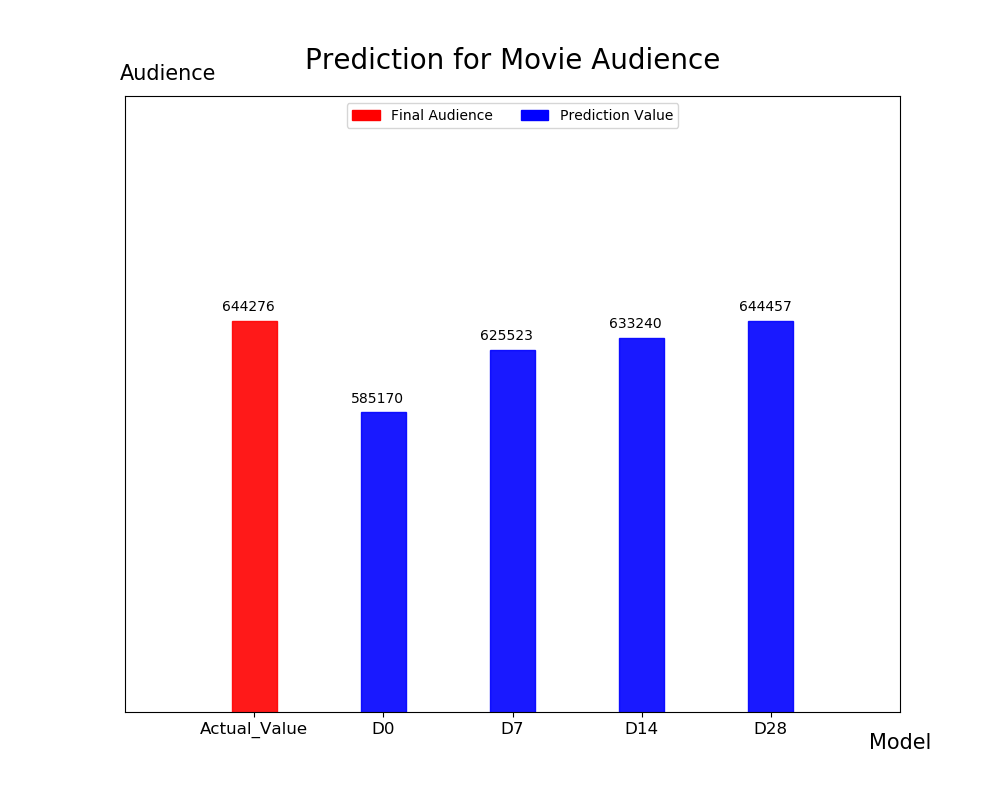 Prediction for Movie Audience
Audience
Final Audience
Prediction Value
644276
585170
625523
633240
644457
Actual_Value
D0
D7
D14
D28
Model